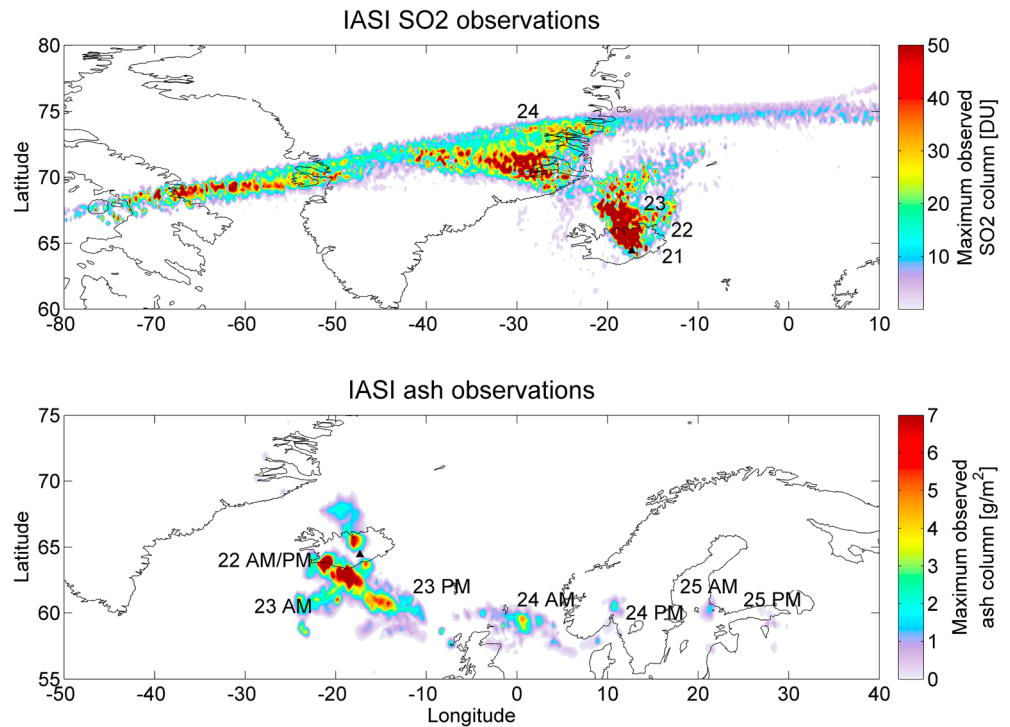 IASI SO2 observations
80
75
70
65
60
Latitude
-80 -70 -60 -50 -40 -30 -20 -10 0 10
24
23
22
21
50
40
30
20
10
Maximum observed
SO2 column [DU]
IASI ash observations
75
70
65
60
55
Latitude
22 AM/PM
23 AM
23 PM
24 AM
24 PM
25 AM
25 PM
-50 -40 -30 -20 -10 0 10 20 30 40
Longitude
7
6
5
4
3
2
1
0
Maximum observed
ash column [g/m²]